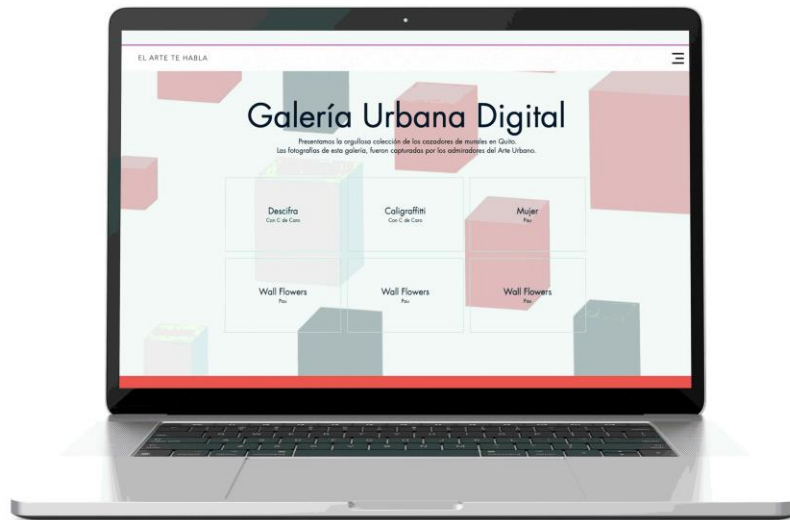 EL ARTE TE HABLA
Galería Urbana Digital
Presentamos la orgullosa colección de los cazadores de murales en Quito.
Las fotografías de esta galería, fueron capturadas por los admiradores del Arte Urbano.
Descifra
Con C de Caro
Caligraffiti
Con C de Caro
Mujer
Pau
Wall Flowers
Pau
Wall Flowers
Pau
Wall Flowers
Pau